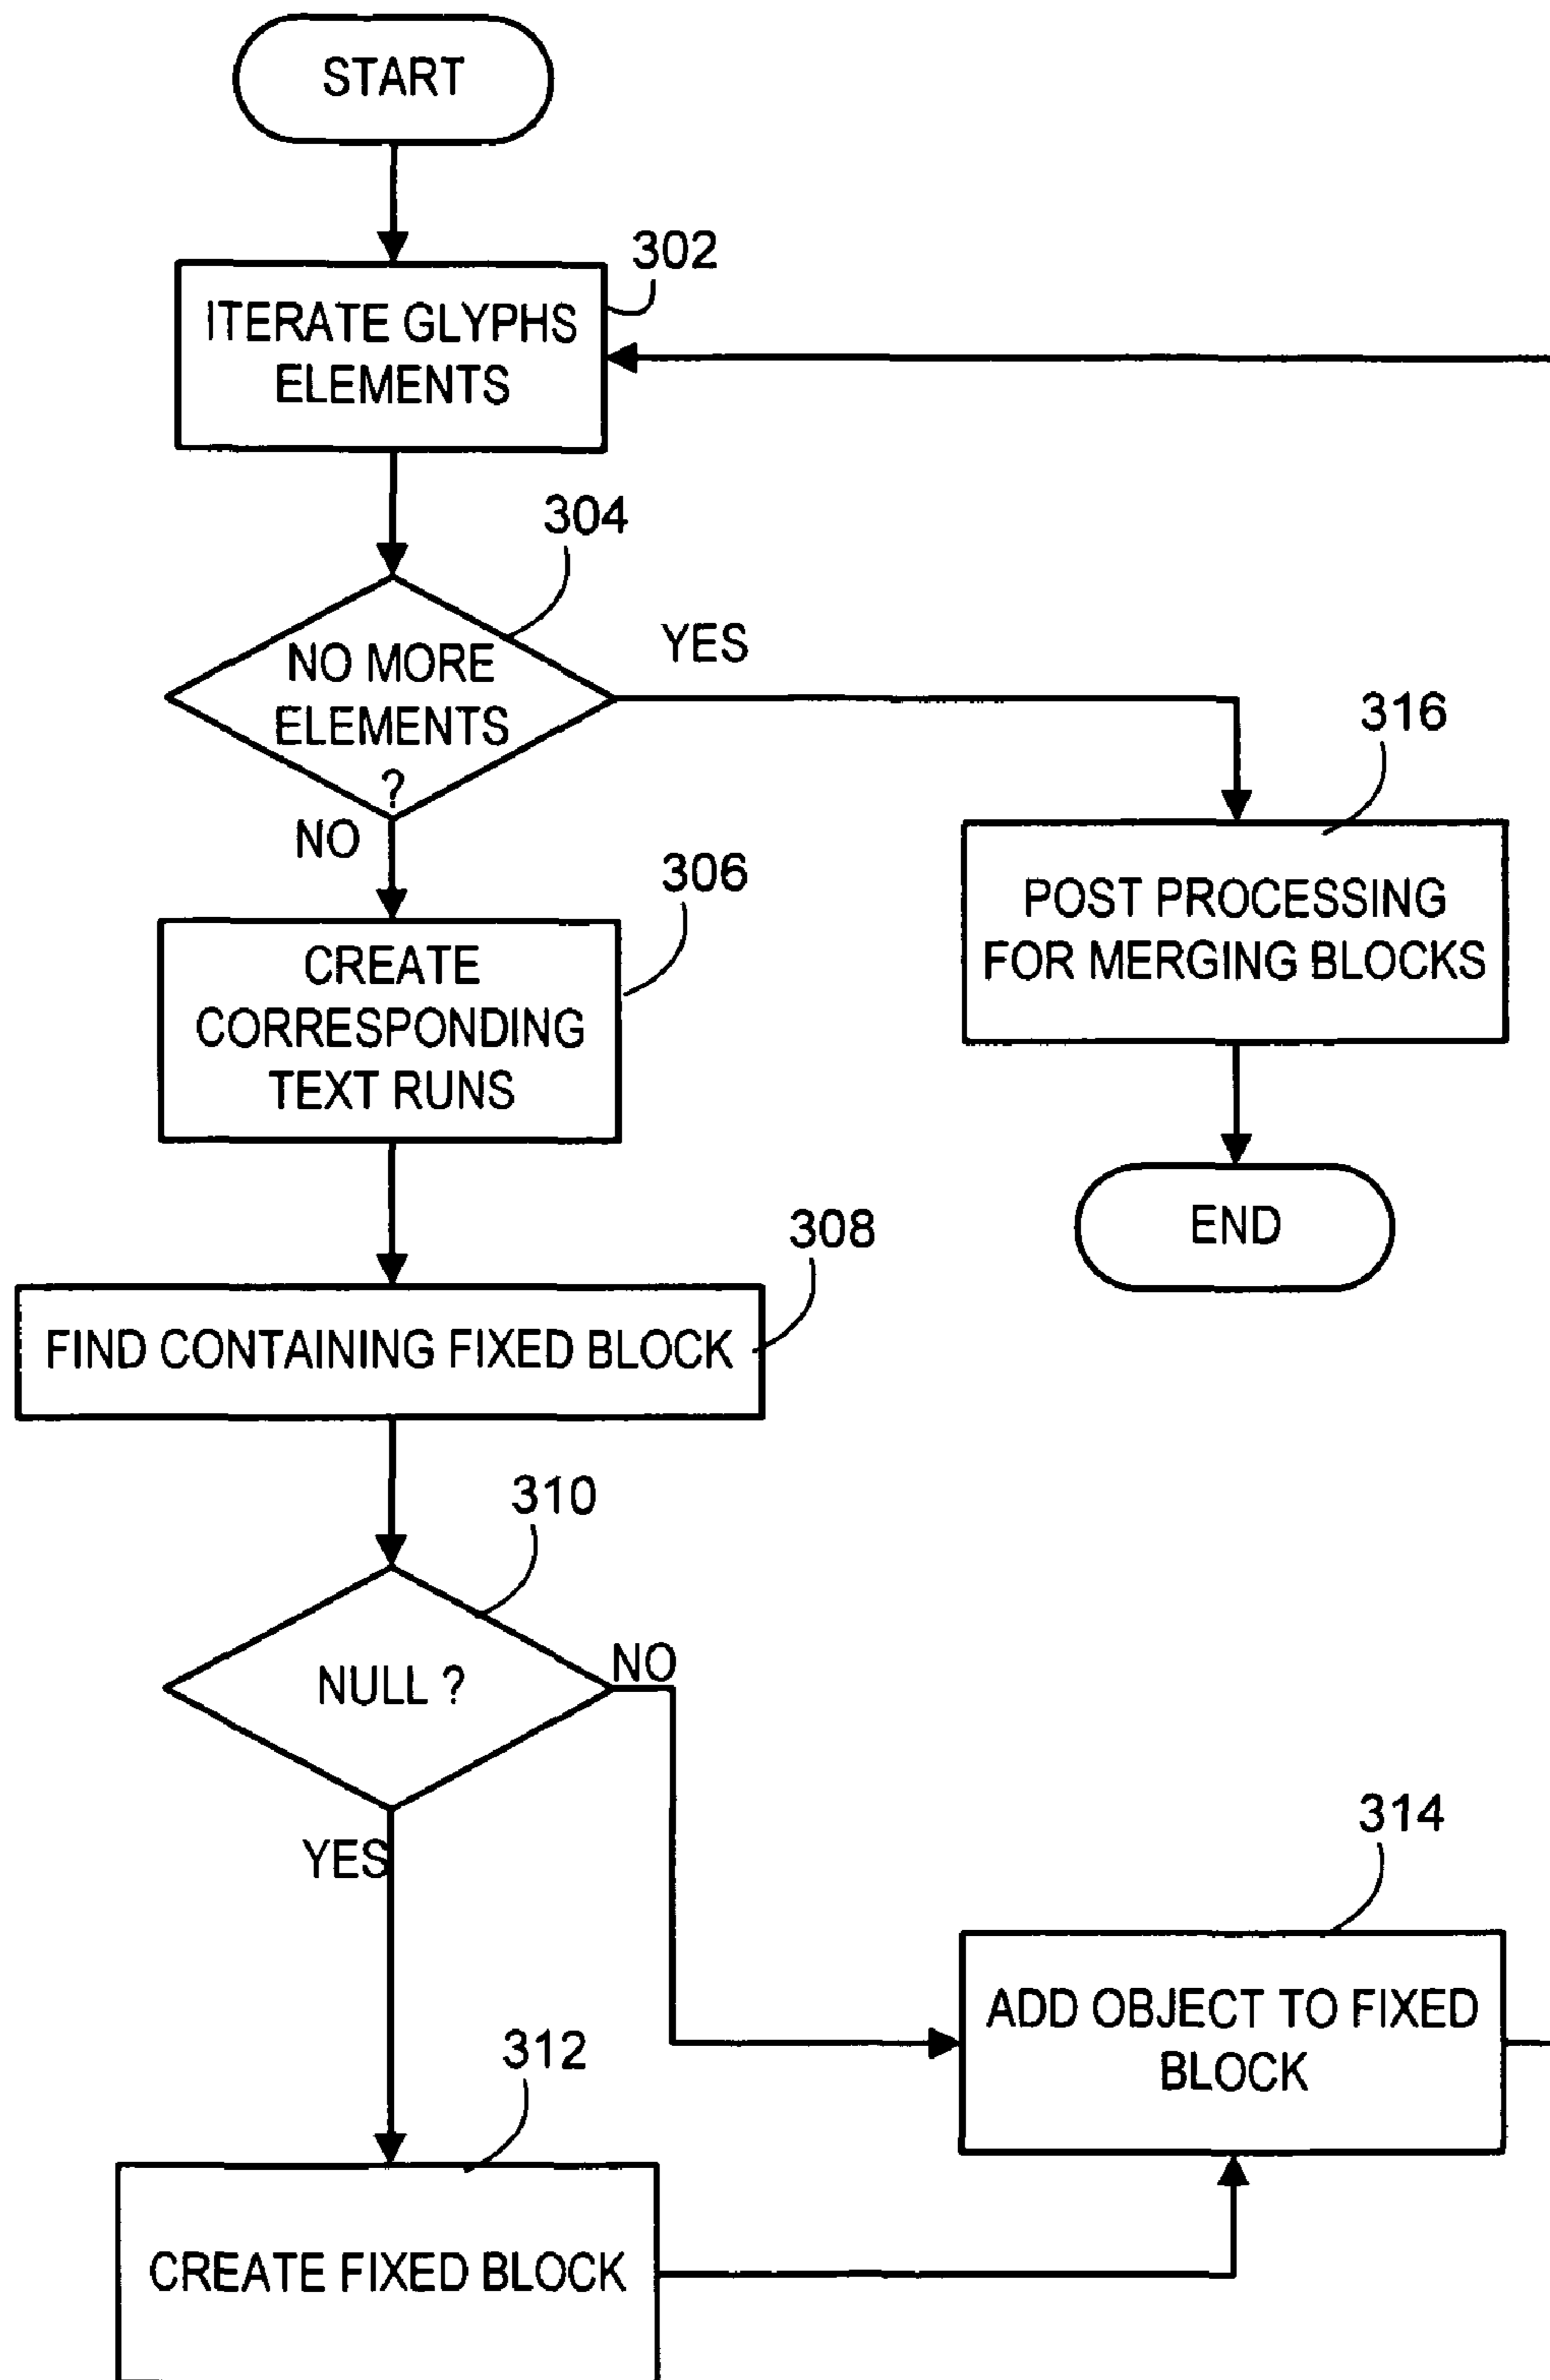 START
302
ITERATE GLYPHS
ELEMENTS
304
NO MORE
ELEMENTS
?
YES
NO
316
POST PROCESSING
FOR MERGING BLOCKS
END
306
CREATE
CORRESPONDING
TEXT RUNS
308
FIND CONTAINING FIXED BLOCK
310
NULL ?
NO
YES
314
ADD OBJECT TO FIXED
BLOCK
312
CREATE FIXED BLOCK